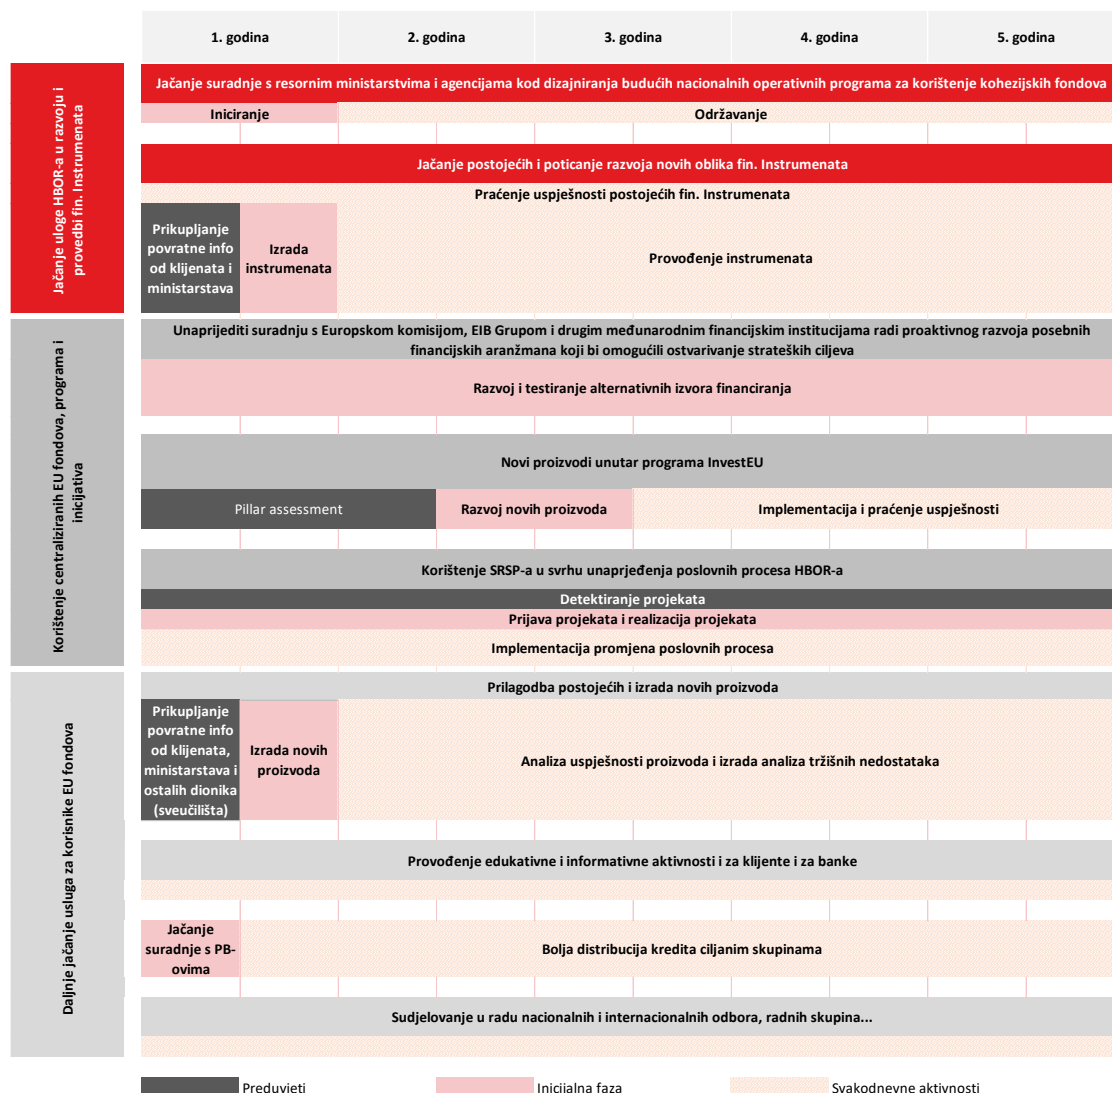 1. godina
2. godina
3. godina
4. godina
5. godina
Jačanje uloge HBOR-a u razvoju i
provedbi fin. Instrumenata
Jačanje suradnje s resornim ministarstvima i agencijama kod dizajniranja budućih nacionalnih operativnih programa za korištenje kohezijskih fondova
Iniciranje
Održavanje
Jačanje postojećih i poticanje razvoja novih oblika fin. Instrumenata
Praćenje uspješnosti postojećih fin. Instrumenata
Prikupljanje
povratne info
od klijenata i
ministarstava
Izrada
instrumenata
Provođenje instrumenata
Korištenje centraliziranih EU fondova, programa i
inicijativa
Unaprijediti suradnju s Europskom komisijom, EIB Grupom i drugim međunarodnim financijskim institucijama radi proaktivnog razvoja posebnih
financijskih aranžmana koji bi omogućili ostvarivanje strateških ciljeva
Razvoj i testiranje alternativnih izvora financiranja
Novi proizvodi unutar programa InvestEU
Pillar assessment
Razvoj novih proizvoda
Implementacija i praćenje uspješnosti
Korištenje SRSP-a u svrhu unaprjeđenja poslovnih procesa HBOR-a
Detektiranje projekata
Prijava projekata i realizacija projekata
Implementacija promjena poslovnih procesa
Daljnje jačanje usluga za korisnike EU fondova
Prilagodba postojećih i izrada novih proizvoda
Prikupljanje
povratne info
od klijenata,
ministarstava i
ostalih dionika
(sveučilišta)
Izrada novih
proizvoda
Analiza uspješnosti proizvoda i izrada analiza tržišnih nedostataka
Provođenje edukativne i informativne aktivnosti i za klijente i za banke
Jačanje
suradnje s PB-
ovima
Bolja distribucija kredita ciljanim skupinama
Sudjelovanje u radu nacionalnih i internacionalnih odbora, radnih skupina...
Preduvjeti
Inicijalna faza
Svakodnevne aktivnosti